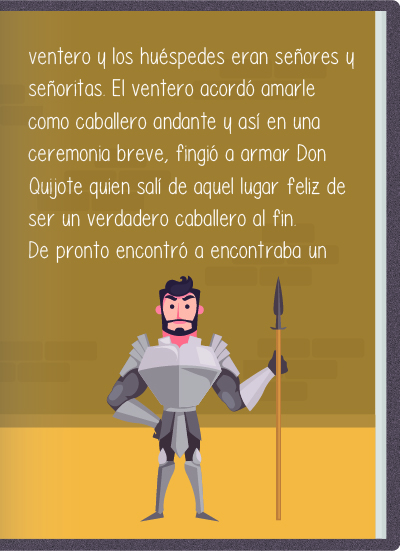 ventero y los huéspedes eran señores y
señoritas. El ventero acordó amarle
como caballero andante y así en una
ceremonia breve, fingió a armar Don
Quijote quien salí de aquel lugar feliz de
ser un verdadero caballero al fin.
De pronto encontró a encontraba un